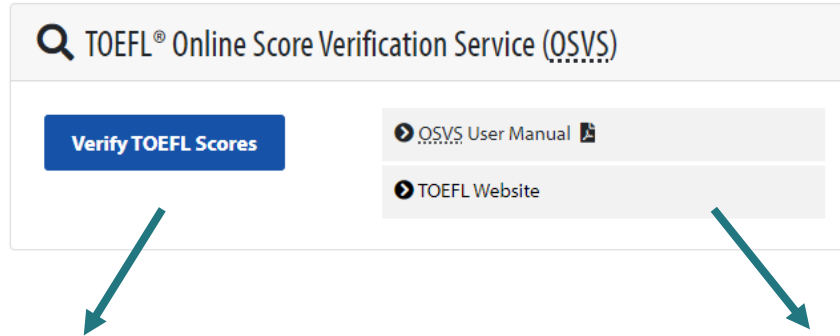 TOEFL® Online Score Verification Service (OSVS)
Verify TOEFL Scores
OSVS User Manual
TOEFL Website